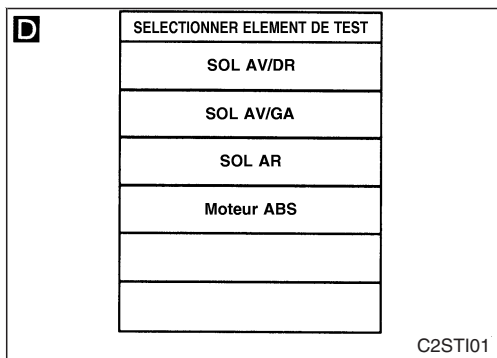 D
SELECTIONNER ELEMENT DE TEST
SOL AV/DR
SOL AV/GA
SOL AR
Moteur ABS
C2STI01